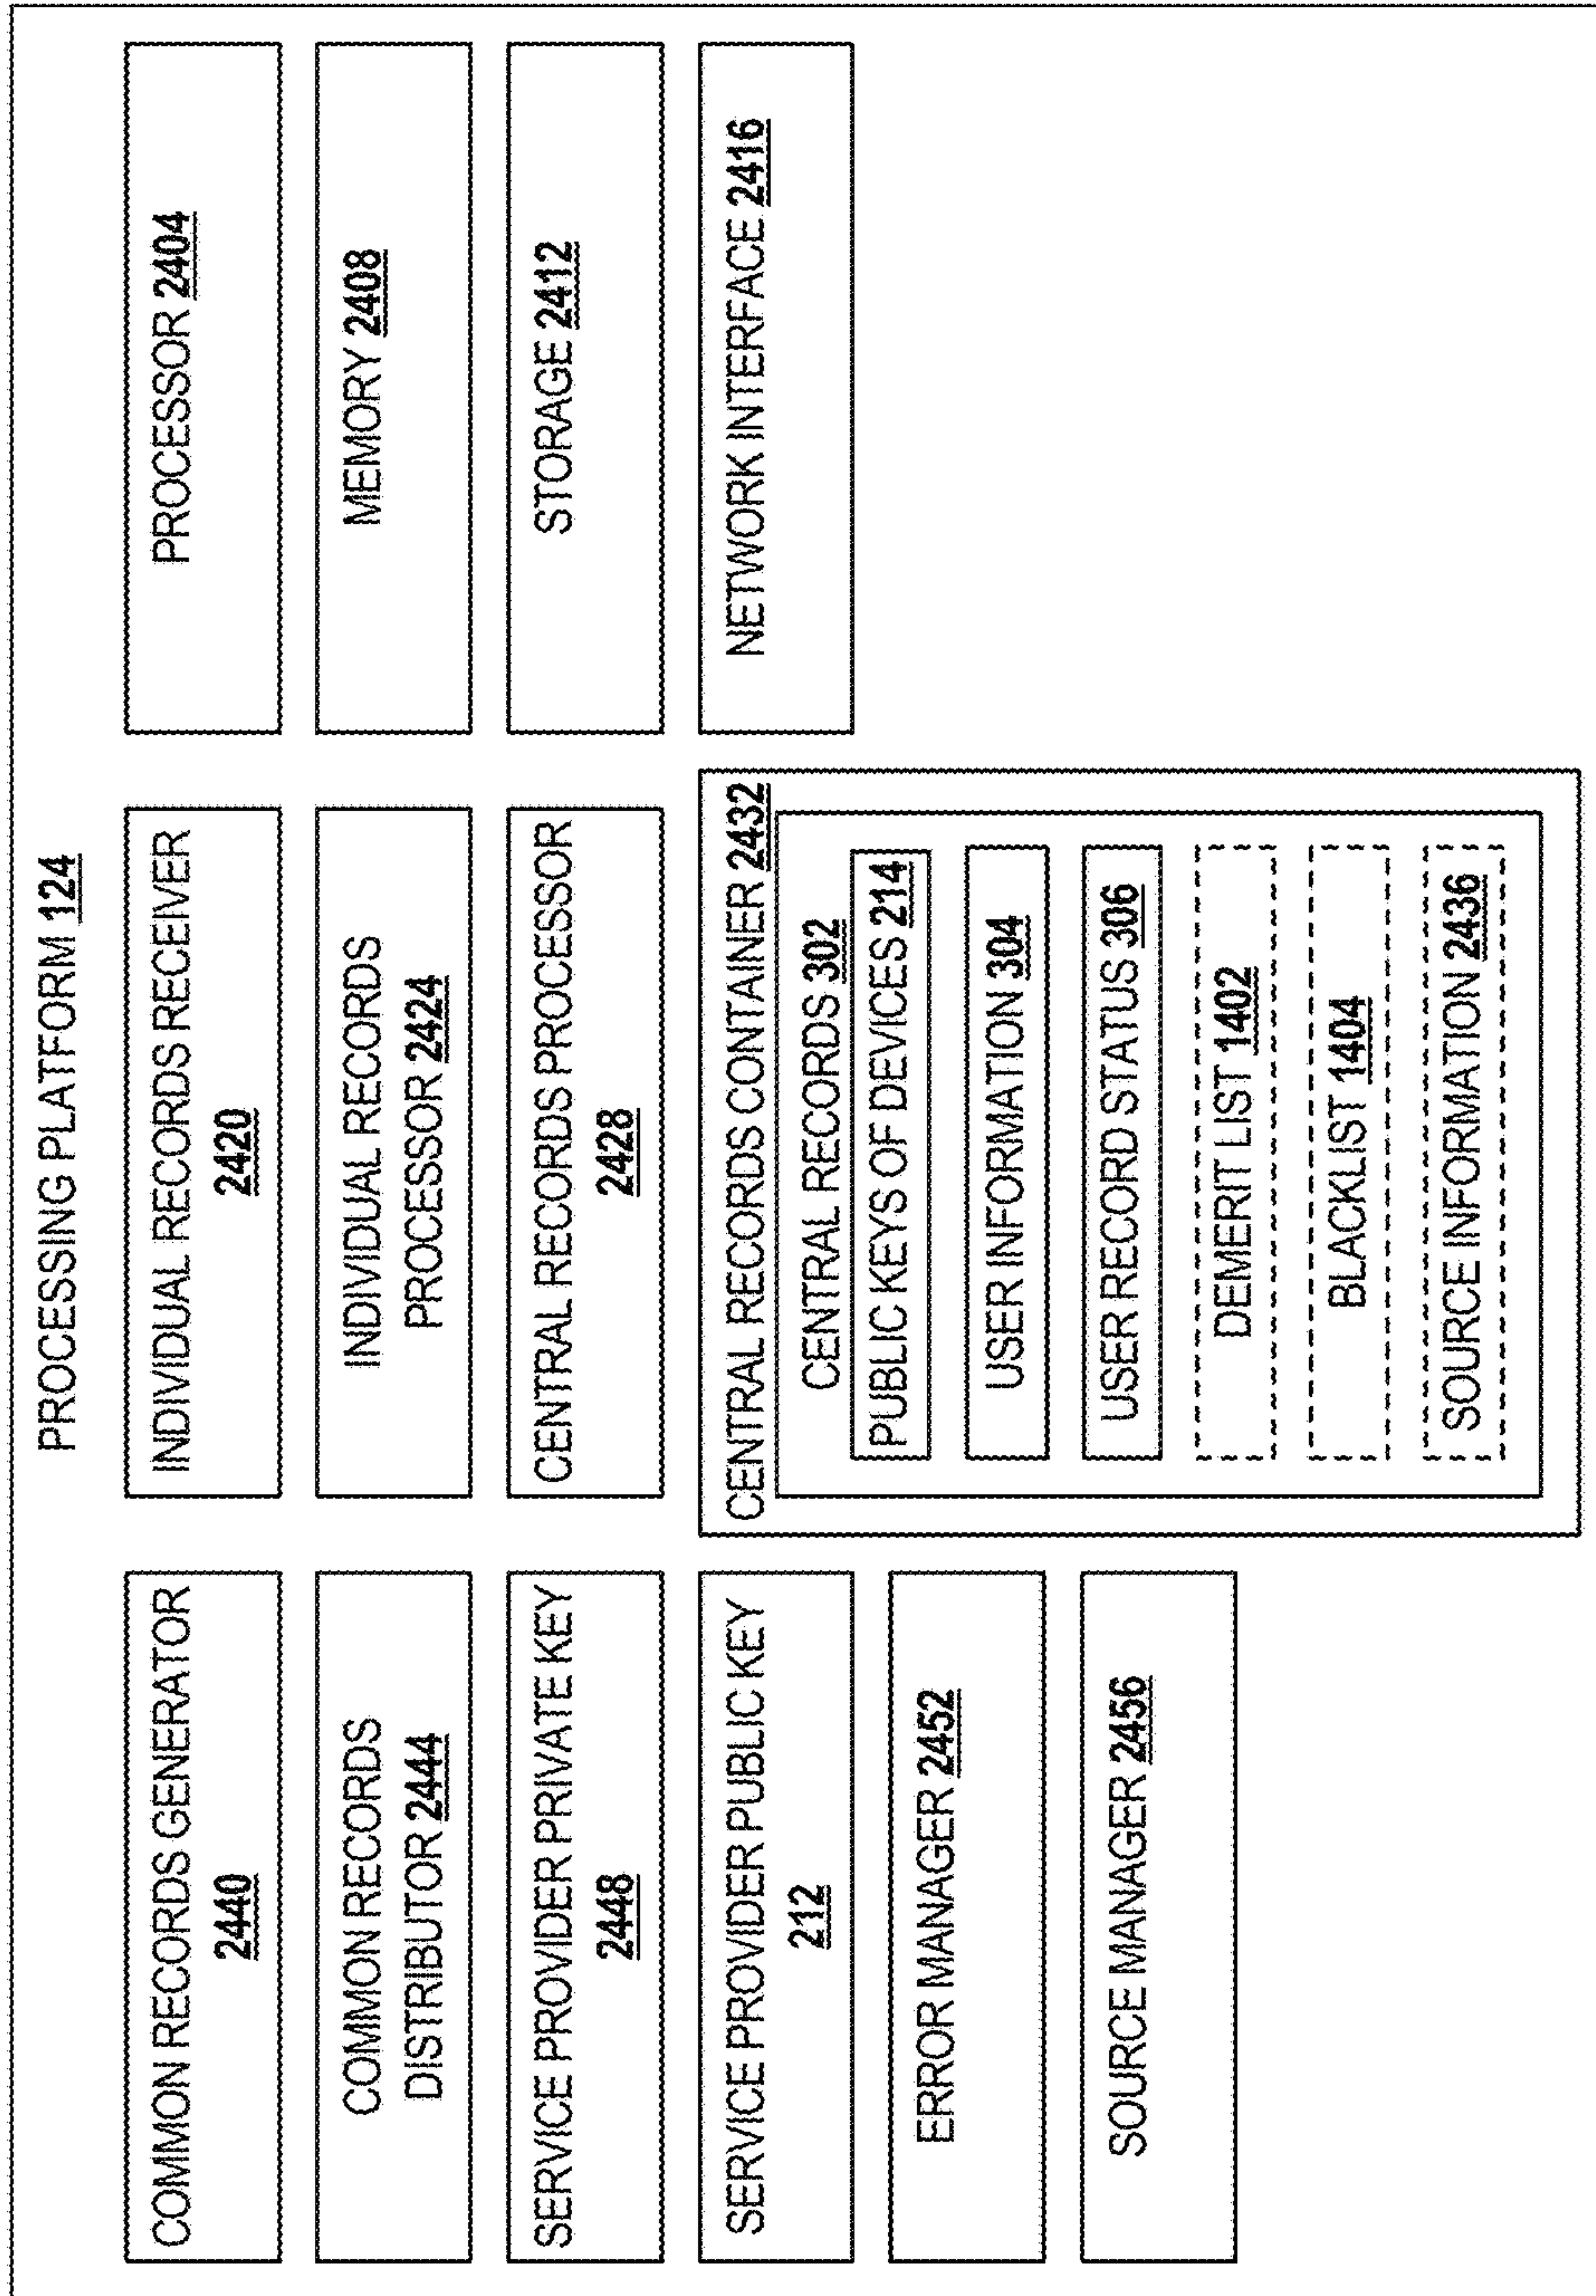 PROCESSING PLATFORM 124
COMMON RECORDS GENERATOR
2440
COMMON RECORDS
DISTRIBUTOR 2444
SERVICE PROVIDER PRIVATE KEY
2448
SERVICE PROVIDER PUBLIC KEY
212
ERROR MANAGER 2452
SOURCE MANAGER 2456
INDIVIDUAL RECORDS RECEIVER
2420
INDIVIDUAL RECORDS
PROCESSOR 2424
CENTRAL RECORDS PROCESSOR
2428
CENTRAL RECORDS CONTAINER 2432
CENTRAL RECORDS 302
PUBLIC KEYS OF DEVICES 214
USER INFORMATION 304
USER RECORD STATUS 306
DEMERIT LIST 1402
BLACKLIST 1404
SOURCE INFORMATION 2436
PROCESSOR 2404
MEMORY 2408
STORAGE 2412
NETWORK INTERFACE 2416